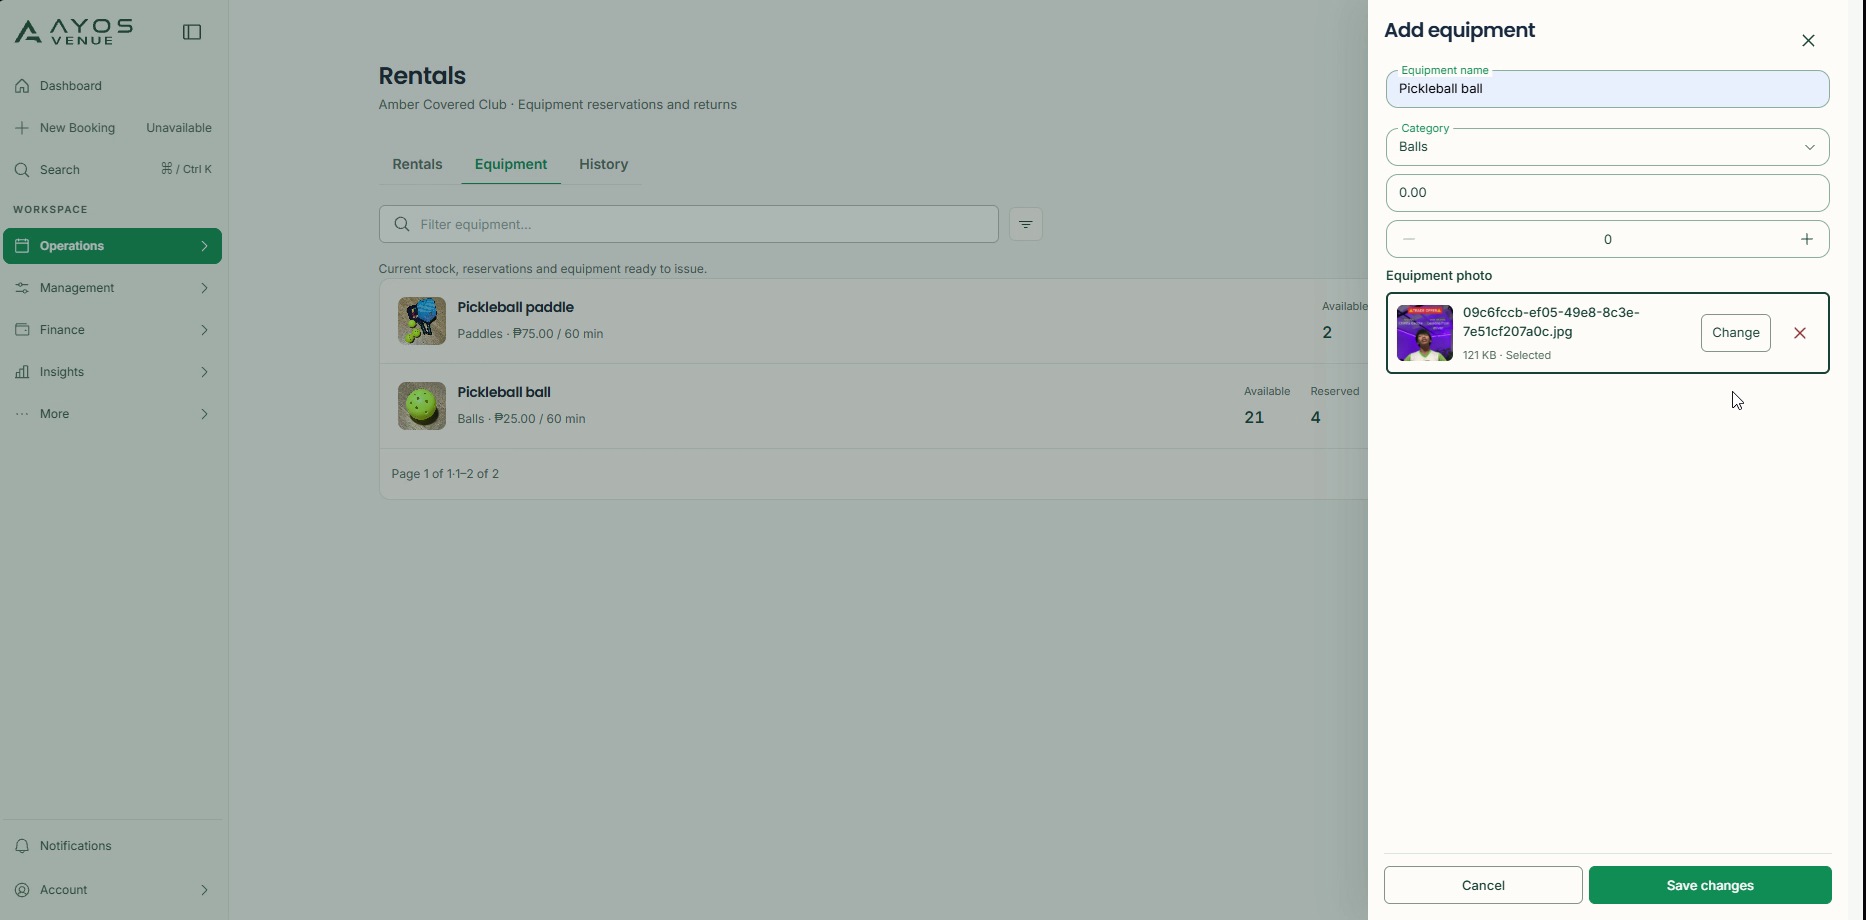 AYOS
VENUE
Dashboard
New Booking Unavailable
Search ⌘ / Ctrl K
WORKSPACE
Operations
Management
Finance
Insights
More
Notifications
Account
Rentals
Amber Covered Club · Equipment reservations and returns
Rentals Equipment History
Filter equipment...
Current stock, reservations and equipment ready to issue.
Pickleball paddle
Paddles · ₱75.00 / 60 min
Available
2
Pickleball ball
Balls · ₱25.00 / 60 min
Available Reserved
21 4
Page 1 of 1·1–2 of 2
Add equipment
Equipment name
Pickleball ball
Category
Balls
0.00
0
Equipment photo
09c6fccb-ef05-49e8-8c3e-
7e51cf207a0c.jpg
121 KB · Selected
Change
Cancel
Save changes